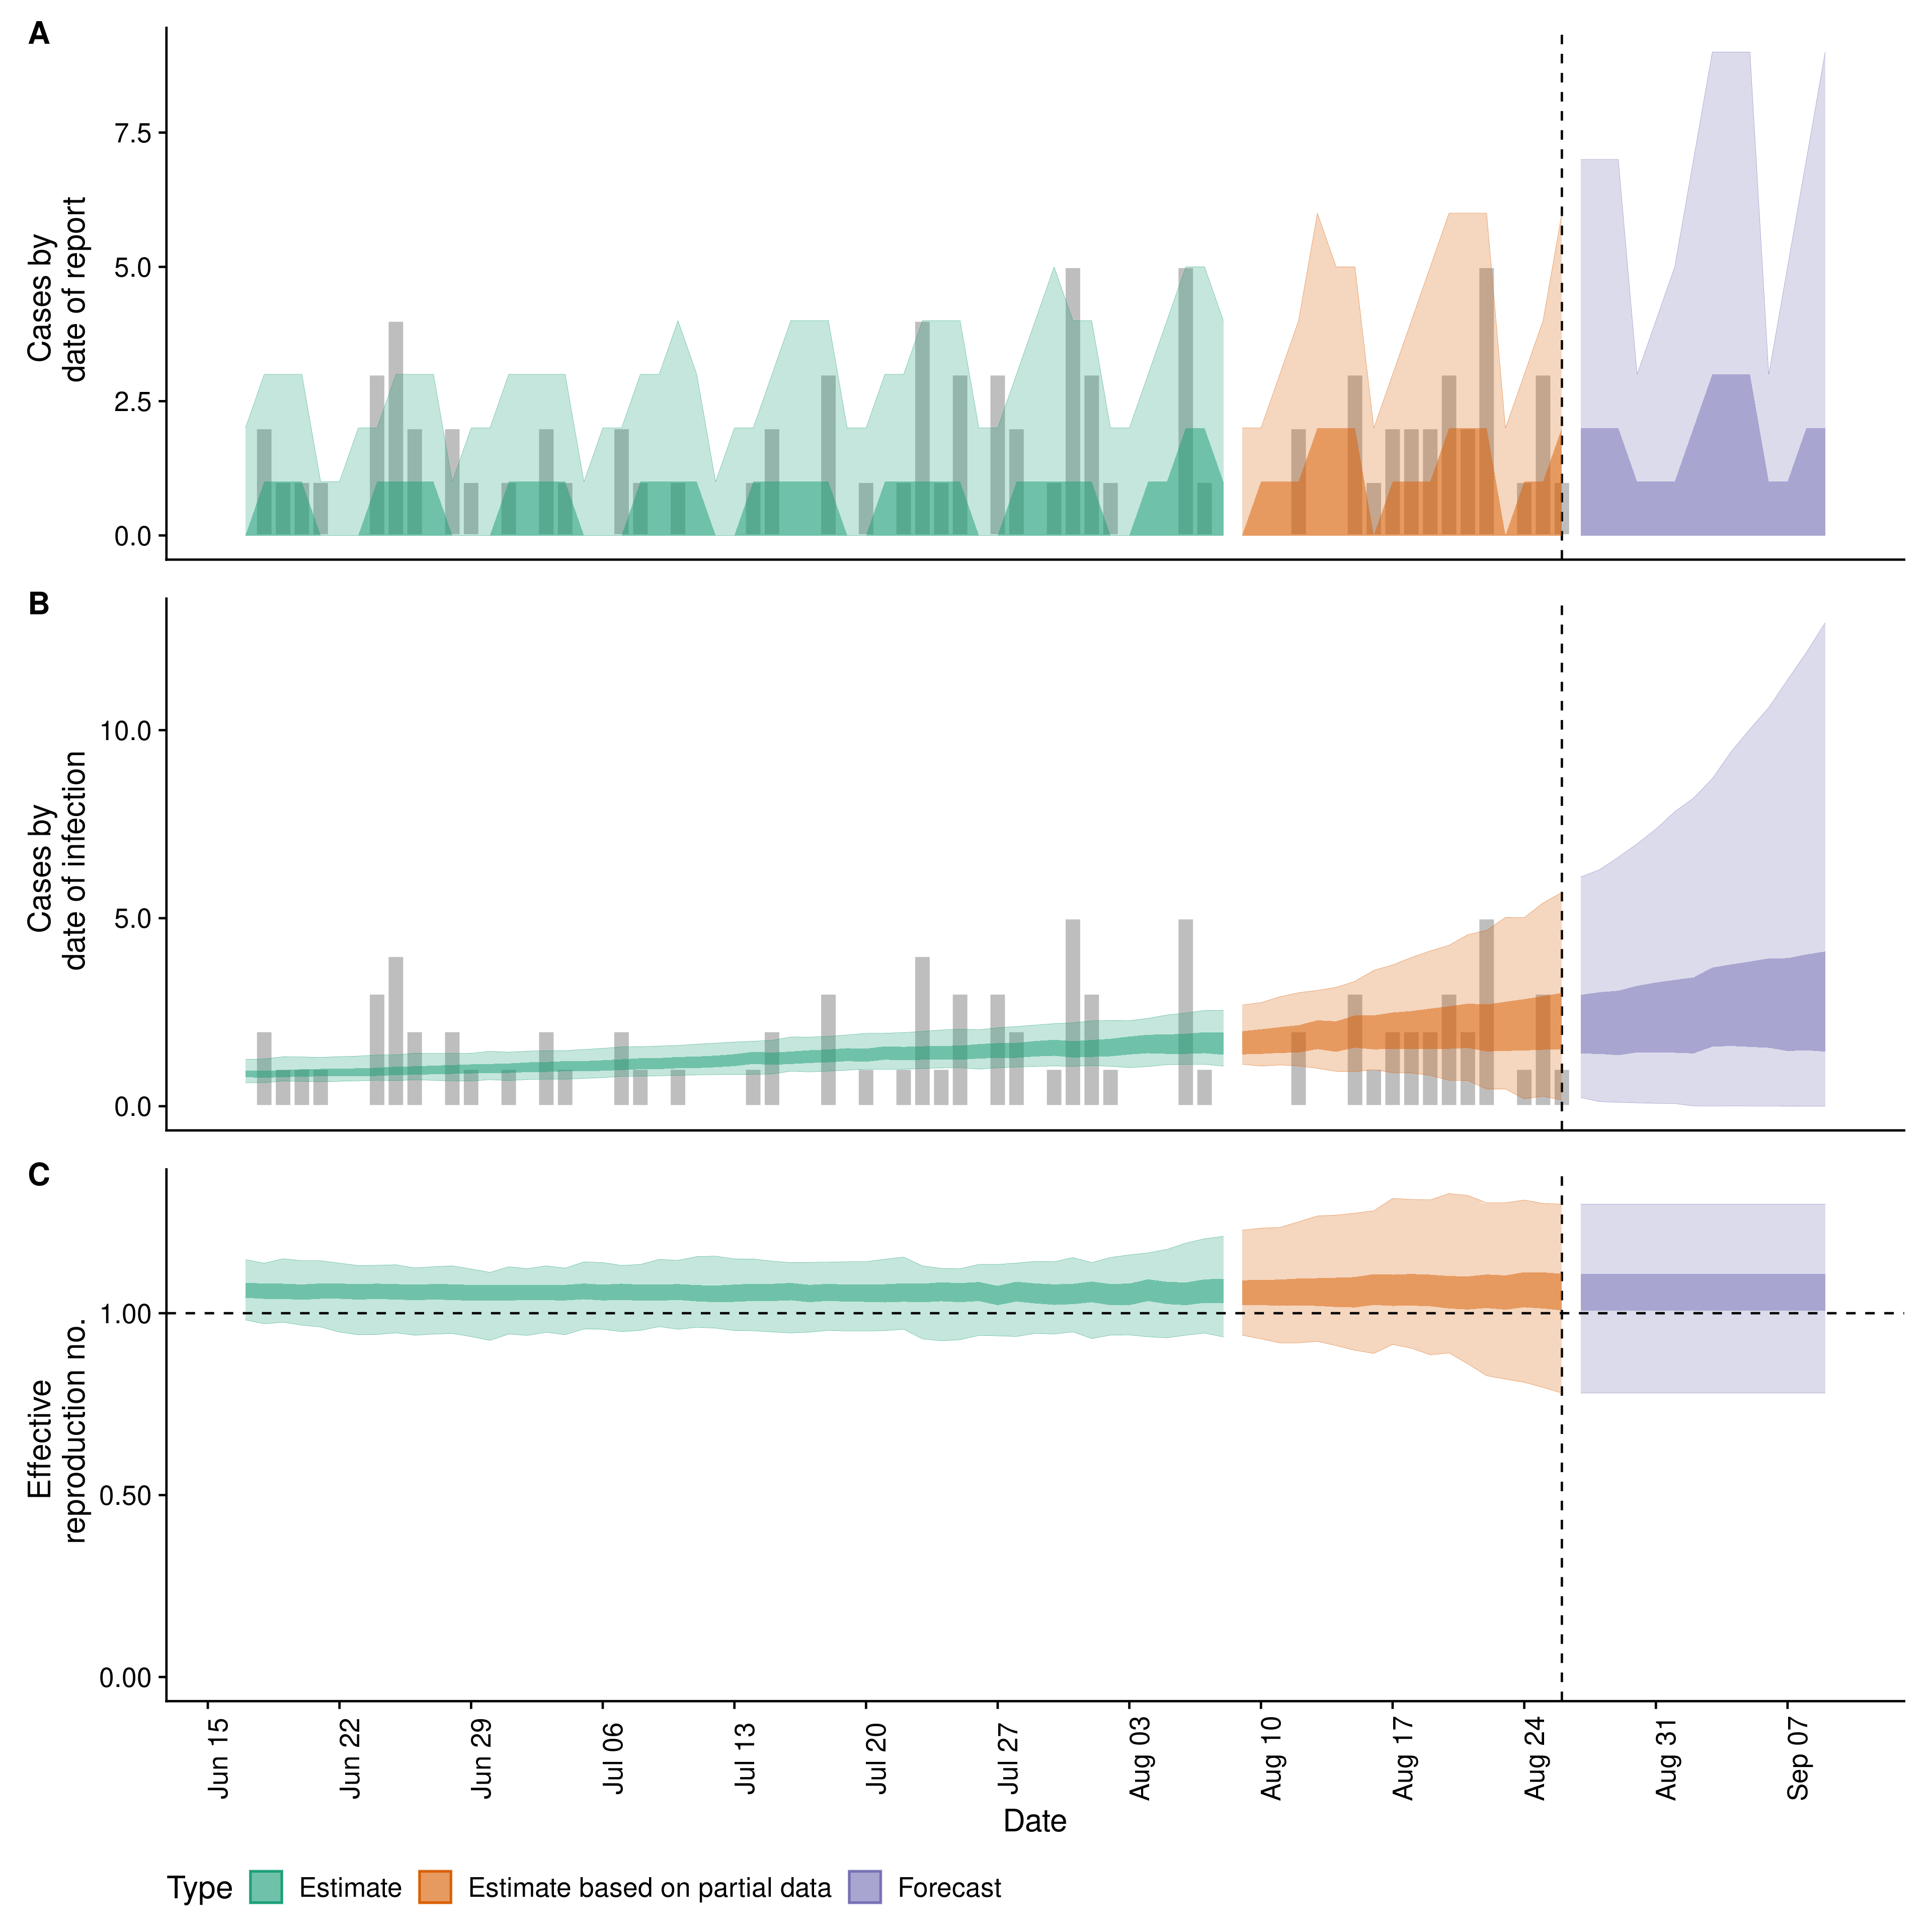 A
Cases by
date of report
7.5
5.0
2.5
0.0
B
Cases by
date of infection
10.0
5.0
0.0
C
Effective
reproduction no.
1.00
0.50
0.00
Jun 15
Jun 22
Jun 29
Jul 06
Jul 13
Jul 20
Jul 27
Aug 03
Aug 10
Aug 17
Aug 24
Aug 31
Sep 07
Date
Type Estimate Estimate based on partial data Forecast